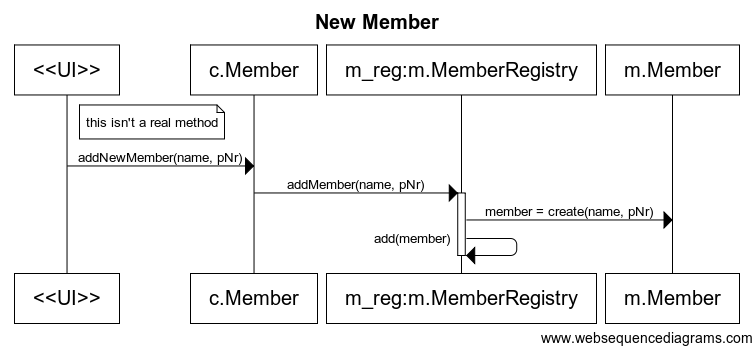 New Member
<<UI>>
c.Member
m_reg:m.MemberRegistry
m.Member
this isn't a real method
addNewMember(name, pNr)
addMember(name, pNr)
member = create(name, pNr)
add(member)
<<UI>>
c.Member
m_reg:m.MemberRegistry
m.Member
www.websequencediagrams.com